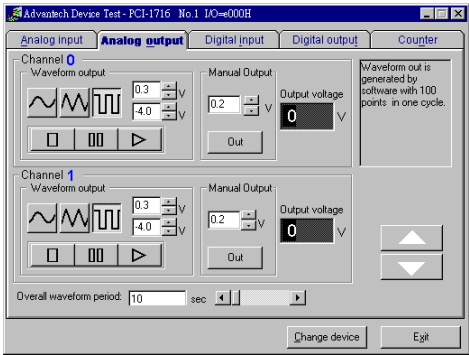 Advantech Device Test - PCI-1716 No.1 I/O=e000H
Analog input
Analog output
Digital input
Digital output
Counter
Channel 0
Waveform output
0.3
V
-4.0
V
Manual Output
0.2
V
Out
Output voltage
0
V
Waveform out is
generated by
software with 100
points in one cycle.
Channel 1
Waveform output
0.3
V
-4.0
V
Manual Output
0.2
V
Out
Output voltage
0
V
Overall waveform period: 10 sec
Change device
Exit